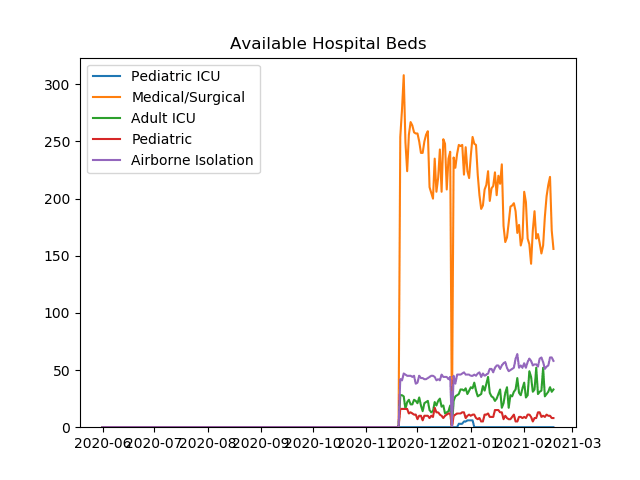 Available Hospital Beds
Pediatric ICU
Medical/Surgical
Adult ICU
Pediatric
Airborne Isolation
300
250
200
150
100
50
0
2020-06 2020-07 2020-08 2020-09 2020-10 2020-11 2020-12 2021-01 2021-02 2021-03